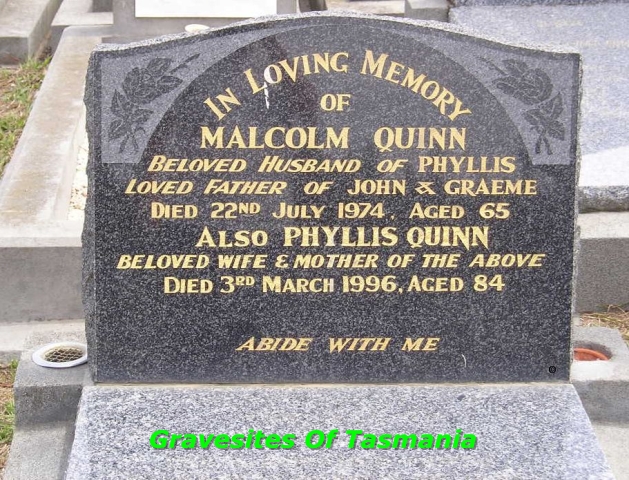 In Loving Memory
OF
MALCOLM QUINN
BELOVED HUSBAND OF PHYLLIS
LOVED FATHER OF JOHN & GRAEME
DIED 22ND JULY 1974, AGED 65
ALSO PHYLLIS QUINN
BELOVED WIFE & MOTHER OF THE ABOVE
DIED 3RD MARCH 1996, AGED 84
ABIDE WITH ME
Gravesites Of Tasmania